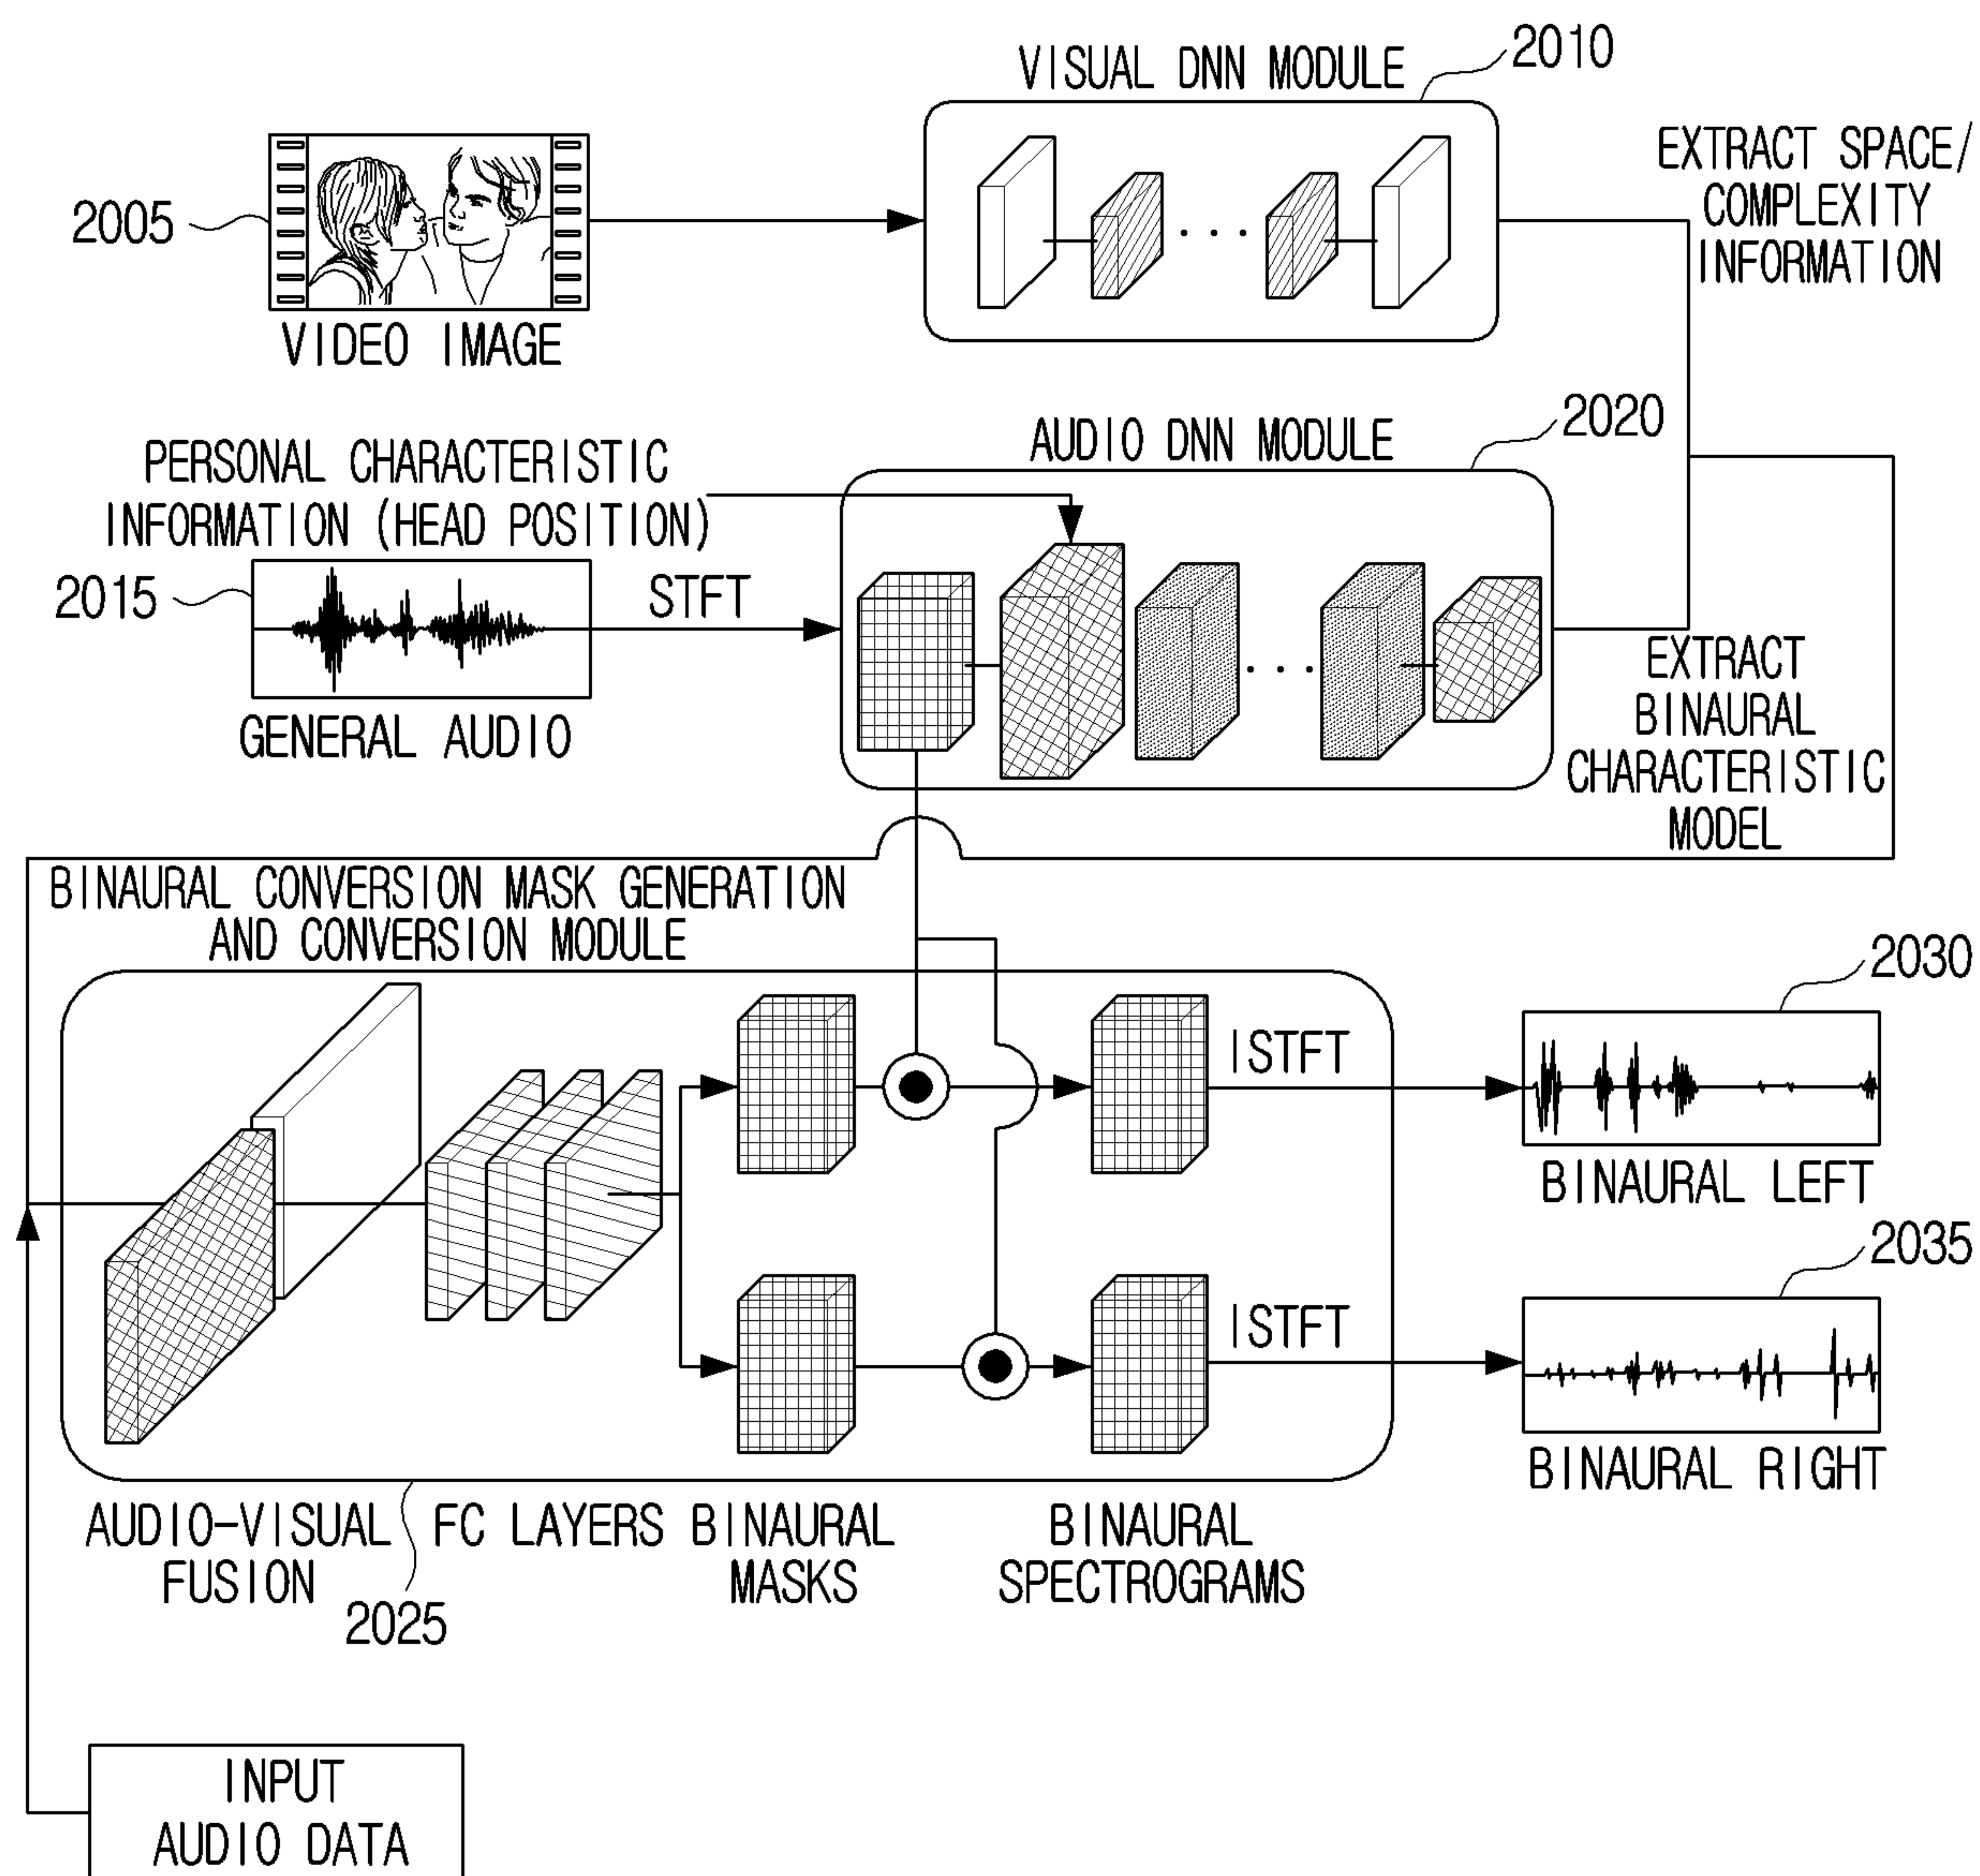 VISUAL DNN MODULE
2010
2005
VIDEO IMAGE
EXTRACT SPACE/
COMPLEXITY
INFORMATION
PERSONAL CHARACTERISTIC
INFORMATION (HEAD POSITION)
AUDIO DNN MODULE
2020
2015
STFT
GENERAL AUDIO
EXTRACT
BINAURAL
CHARACTERISTIC
MODEL
BINAURAL CONVERSION MASK GENERATION
AND CONVERSION MODULE
ISTFT
2030
BINAURAL LEFT
ISTFT
2035
BINAURAL RIGHT
AUDIO-VISUAL
FUSION
FC LAYERS
BINAURAL
MASKS
BINAURAL
SPECTROGRAMS
2025
INPUT
AUDIO DATA